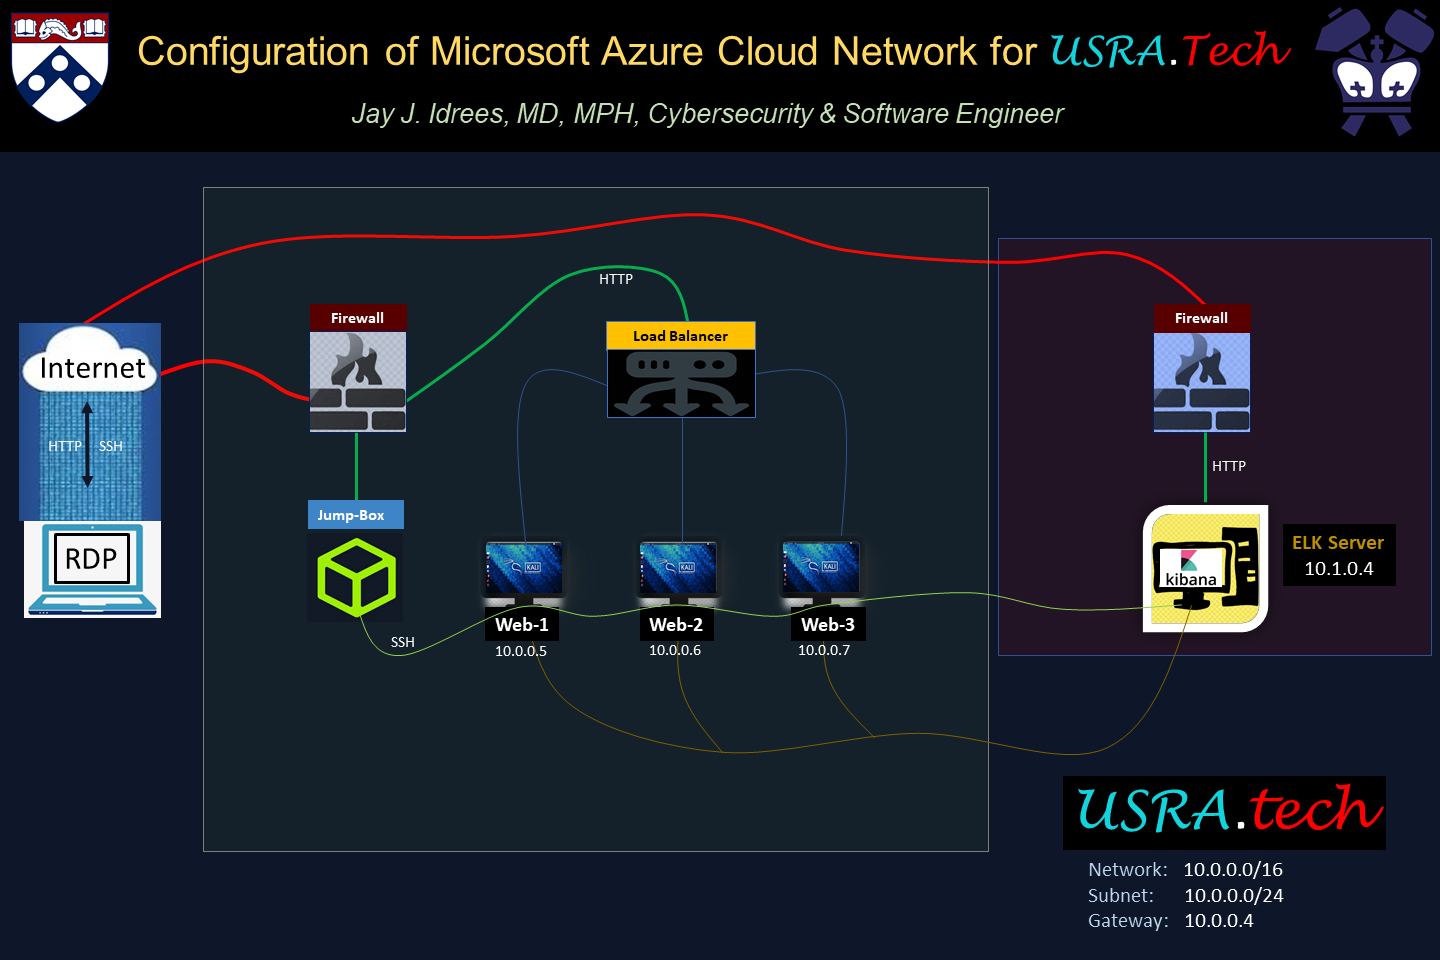 Configuration of Microsoft Azure Cloud Network for USRA.Tech
Jay J. Idrees, MD, MPH, Cybersecurity & Software Engineer
HTTP
Firewall
Load Balancer
Firewall
Internet
HTTP
SSH
HTTP
Jump-Box
RDP
KALI
KALI
KALI
kibana
ELK Server
10.1.0.4
SSH
Web-1
10.0.0.5
Web-2
10.0.0.6
Web-3
10.0.0.7
USRA.tech
Network: 10.0.0.0/16
Subnet: 10.0.0.0/24
Gateway: 10.0.0.4